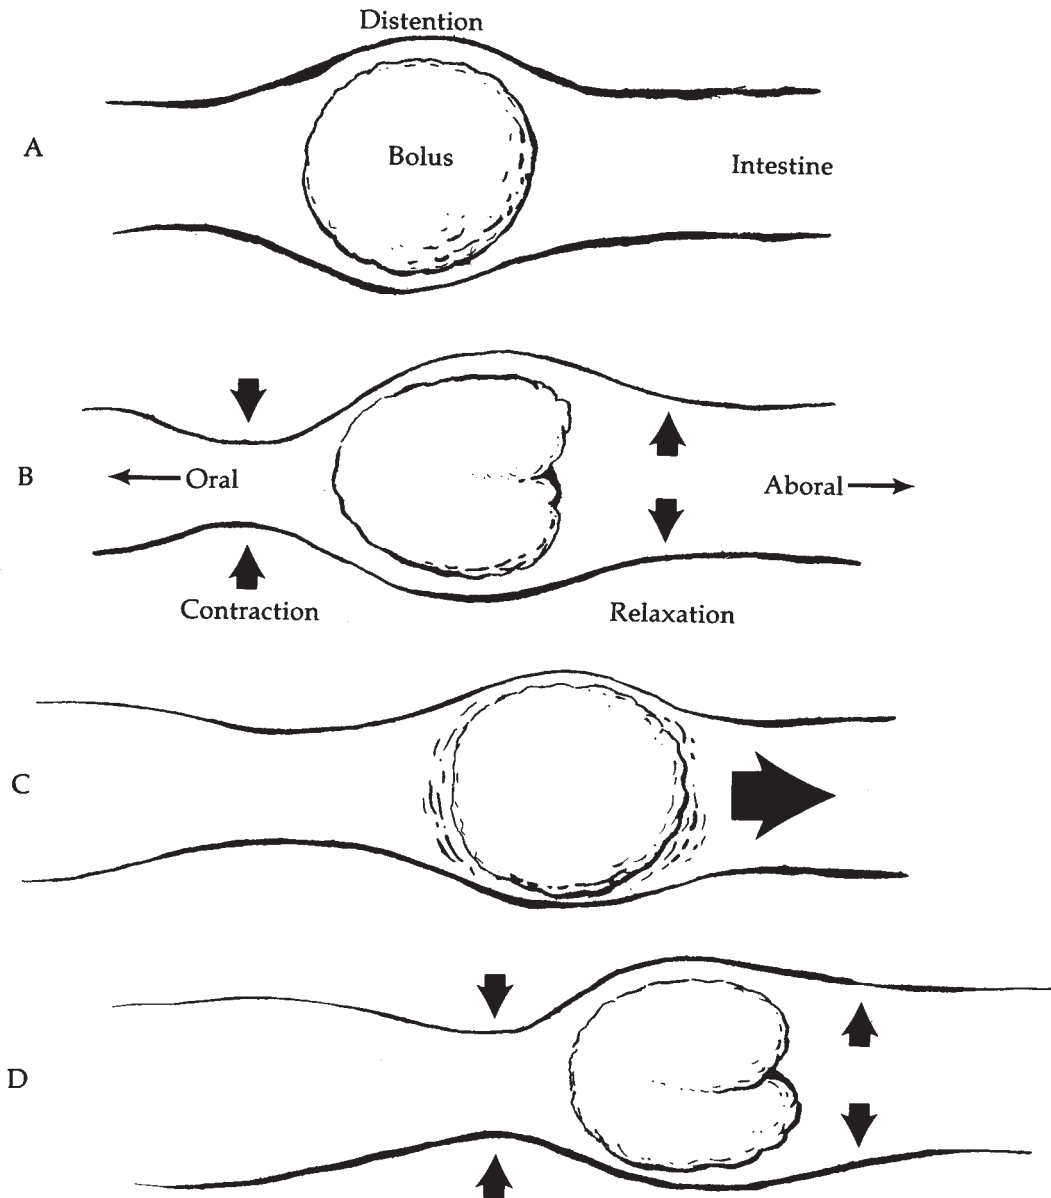 Distention
A
Bolus
Intestine
B
Oral
Aboral
Contraction
Relaxation
C
D